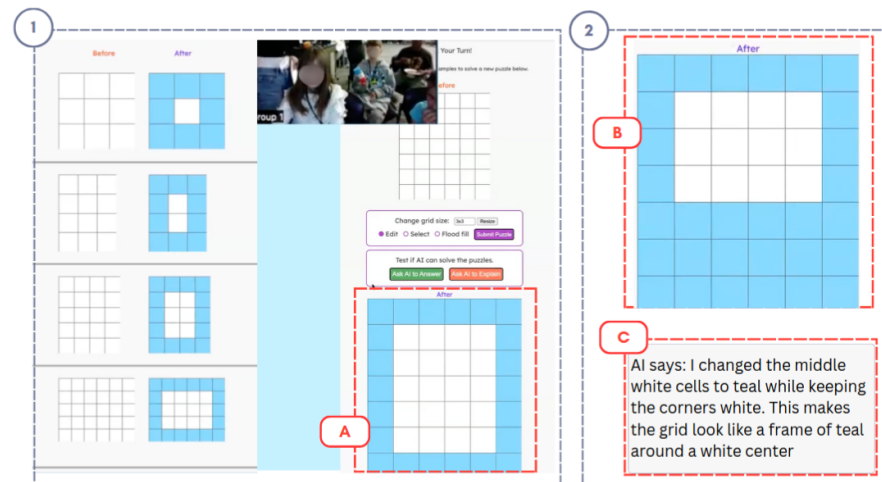 1
Before
After
Your Turn!
amples to solve a new puzzle below.
efore
roup 1
Change grid size: 3x3 Resize
Edit Select Flood fill Submit Puzzle
Test if AI can solve the puzzles.
Ask AI to Answer Ask AI to Explain
After
A
2
After
B
C
AI says: I changed the middle
white cells to teal while keeping
the corners white. This makes
the grid look like a frame of teal
around a white center